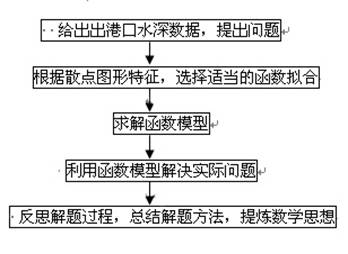 ··给出出港口水深数据，提出问题
根据散点图形特征，选择适当的函数拟合
求解函数模型
利用函数模型解决实际问题
·反思解题过程，总结解题方法，提炼数学思想